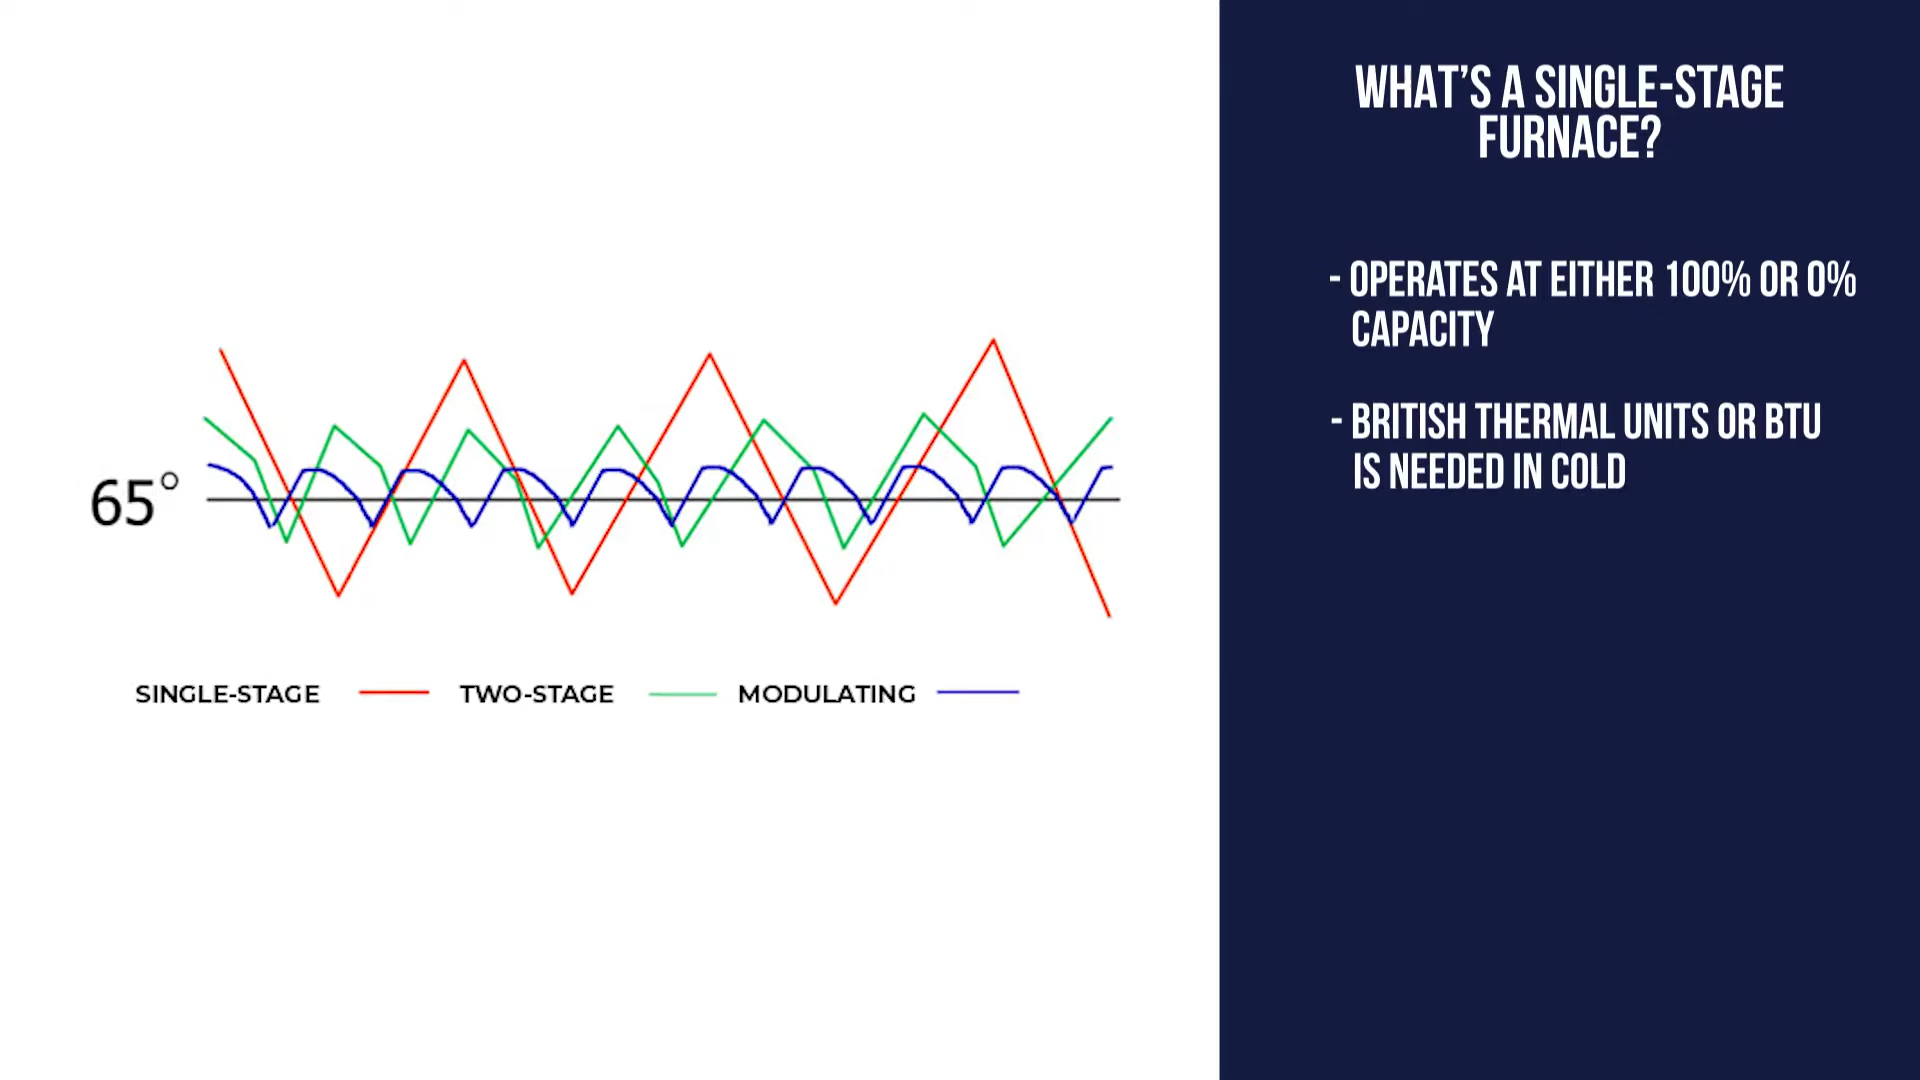 WHAT'S A SINGLE-STAGE
FURNACE?
- OPERATES AT EITHER 100% OR 0%
CAPACITY
- BRITISH THERMAL UNITS OR BTU
IS NEEDED IN COLD
65°
SINGLE-STAGE TWO-STAGE MODULATING